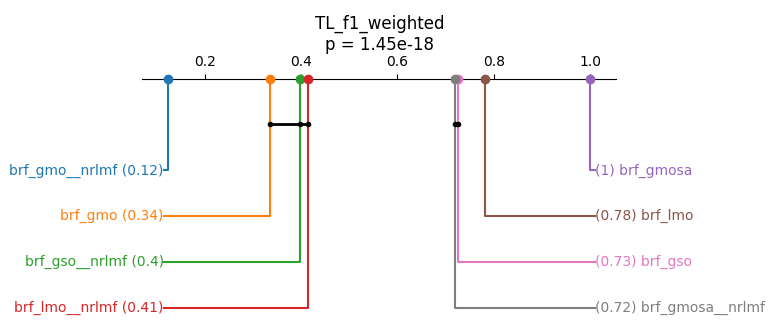 TL_f1_weighted
p = 1.45e-18
0.2 0.4 0.6 0.8 1.0
brf_gmo__nrlmf (0.12) (1) brf_gmosa
brf_gmo (0.34) (0.78) brf_lmo
brf_gso__nrlmf (0.4) (0.73) brf_gso
brf_lmo__nrlmf (0.41) (0.72) brf_gmosa__nrlmf